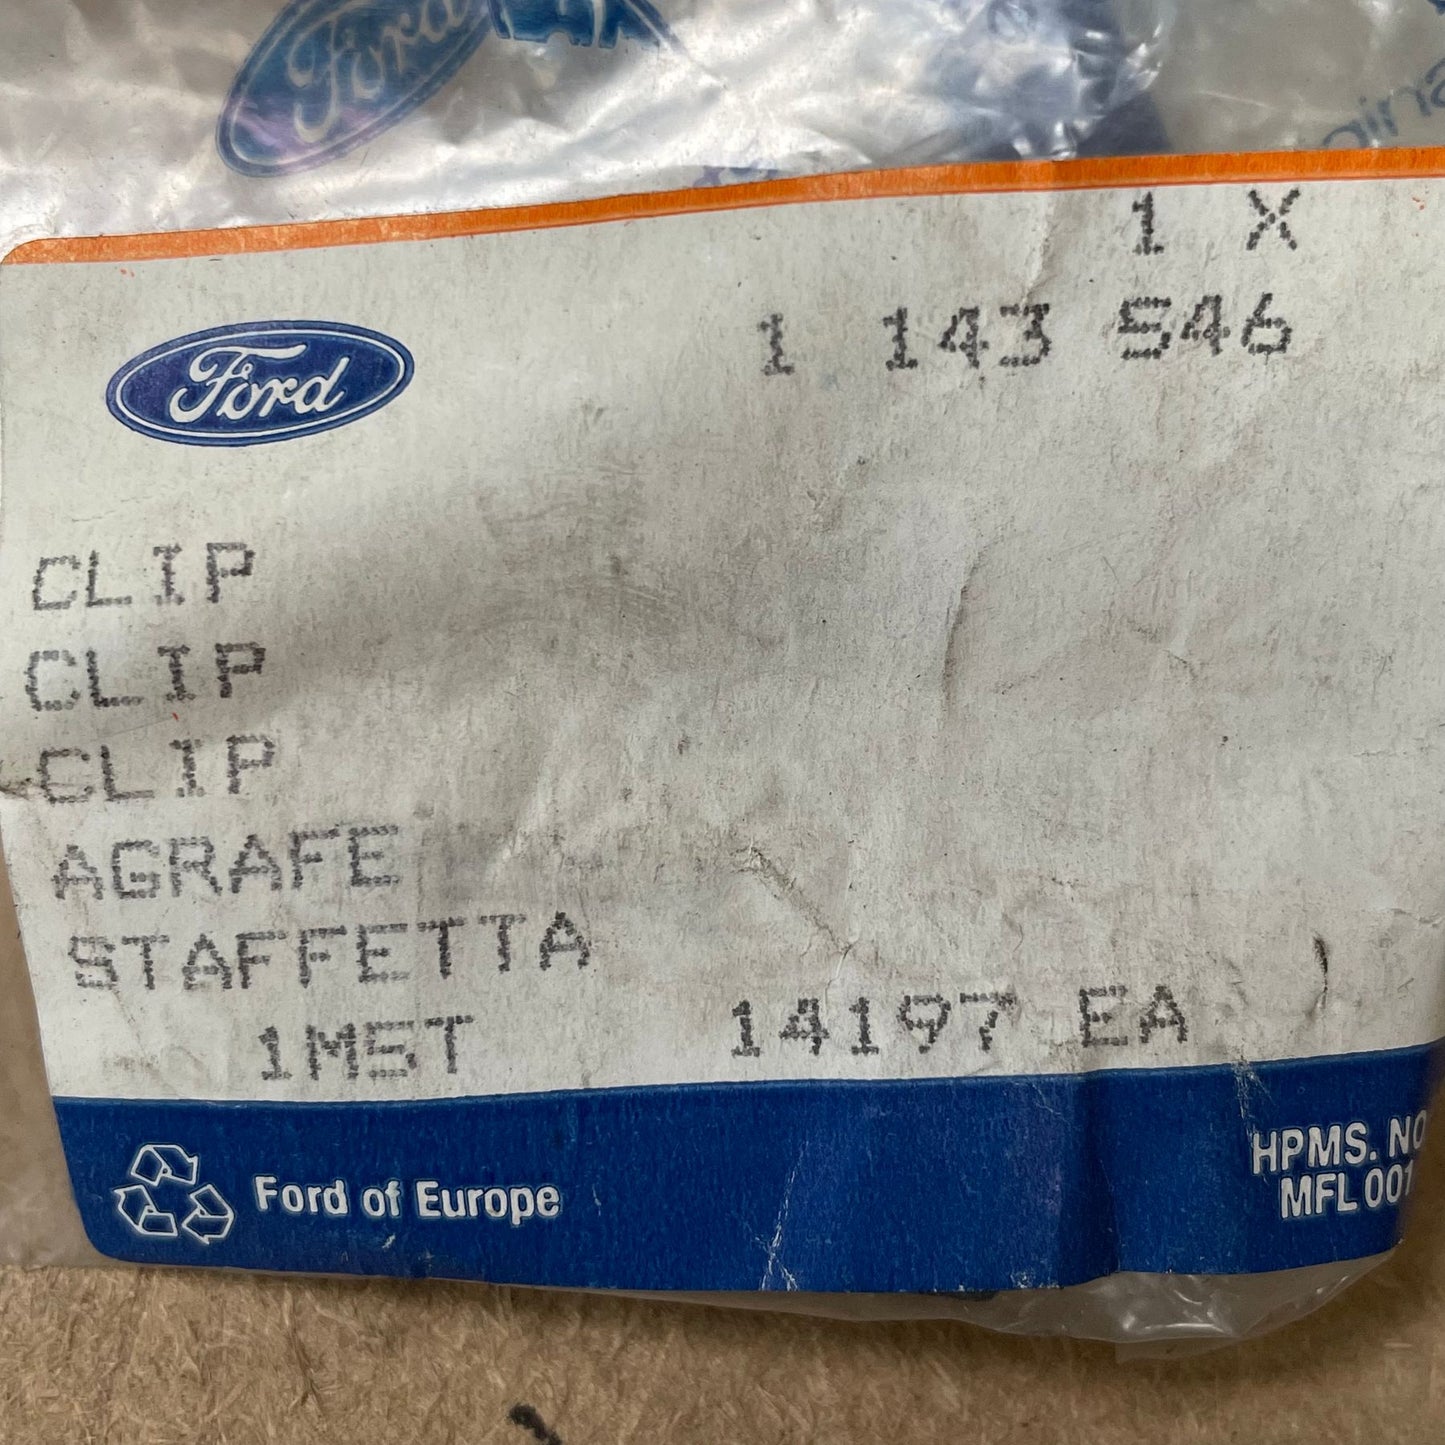 Ford
1 X
1 143 546
Ford
CLIP
CLIP
CLIP
AGRAFE
STAFFETTA
1M5T 14197 EA
Ford of Europe
HPMS. NO
MFL 001